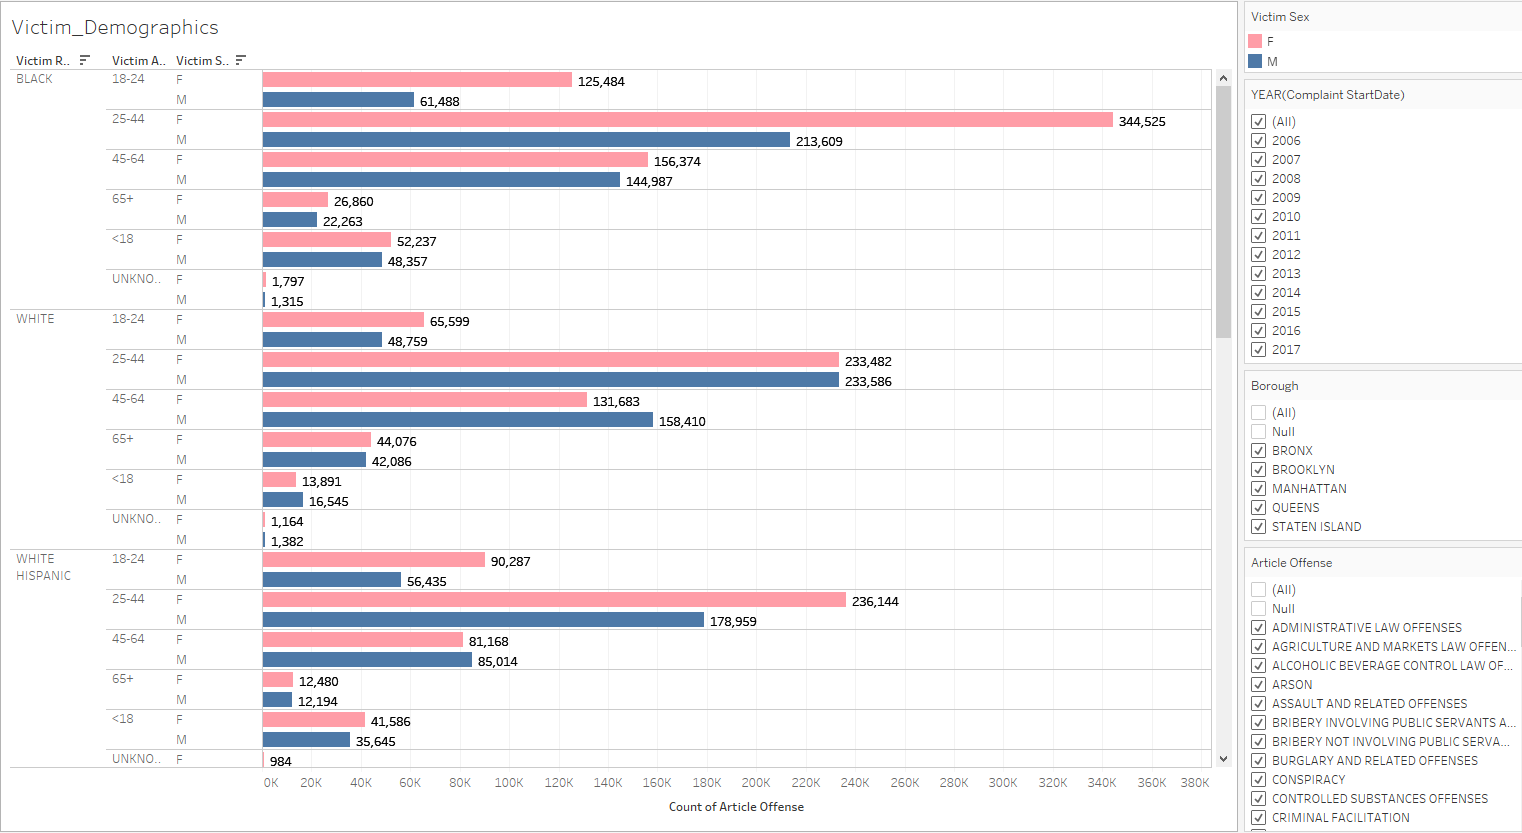 Victim_Demographics
Victim R.. Victim A.. Victim S..
BLACK 18-24 F 125,484
M 61,488
25-44 F 344,525
M 213,609
45-64 F 156,374
M 144,987
65+ F 26,860
M 22,263
<18 F 52,237
M 48,357
UNKNO.. F 1,797
M 1,315
WHITE 18-24 F 65,599
M 48,759
25-44 F 233,482
M 233,586
45-64 F 131,683
M 158,410
65+ F 44,076
M 42,086
<18 F 13,891
M 16,545
UNKNO.. F 1,164
M 1,382
WHITE HISPANIC 18-24 F 90,287
M 56,435
25-44 F 236,144
M 178,959
45-64 F 81,168
M 85,014
65+ F 12,480
M 12,194
<18 F 41,586
M 35,645
UNKNO.. F 984
0K 20K 40K 60K 80K 100K 120K 140K 160K 180K 200K 220K 240K 260K 280K 300K 320K 340K 360K 380K
Count of Article Offense
Victim Sex
F
M
YEAR(Complaint StartDate)
(All)
2006
2007
2008
2009
2010
2011
2012
2013
2014
2015
2016
2017
Borough
(All)
Null
BRONX
BROOKLYN
MANHATTAN
QUEENS
STATEN ISLAND
Article Offense
(All)
Null
ADMINISTRATIVE LAW OFFENSES
AGRICULTURE AND MARKETS LAW OFFEN...
ALCOHOLIC BEVERAGE CONTROL LAW OF...
ARSON
ASSAULT AND RELATED OFFENSES
BRIBERY INVOLVING PUBLIC SERVANTS A...
BRIBERY NOT INVOLVING PUBLIC SERVA...
BURGLARY AND RELATED OFFENSES
CONSPIRACY
CONTROLLED SUBSTANCES OFFENSES
CRIMINAL FACILITATION